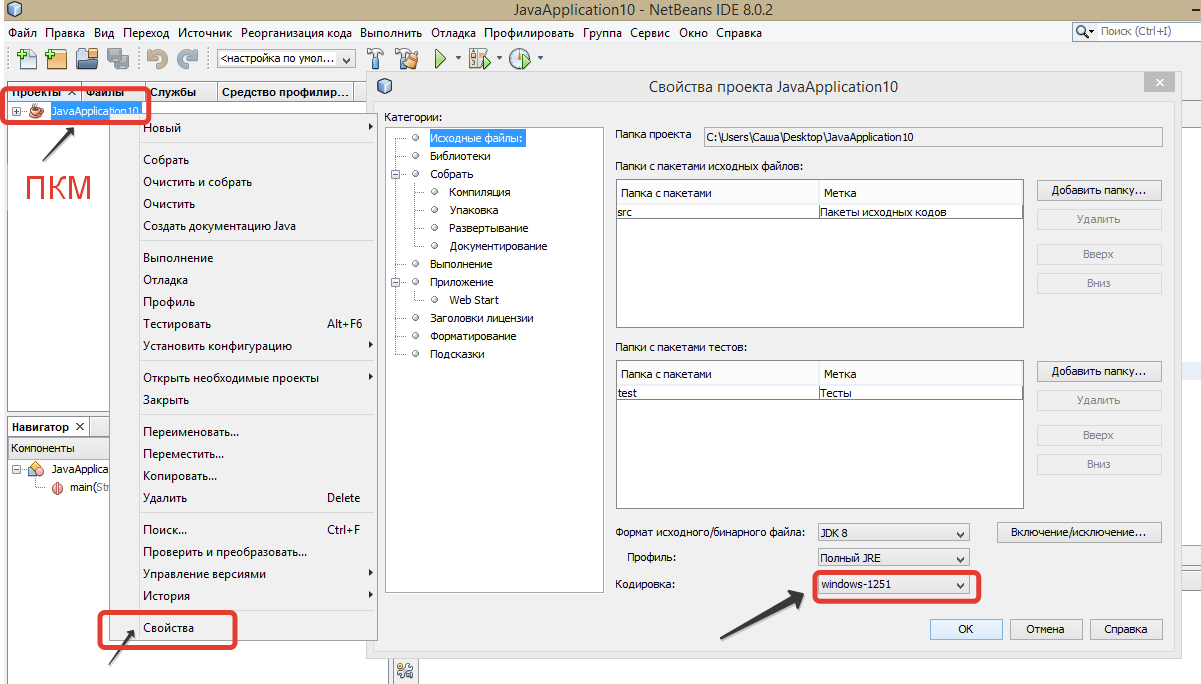 JavaApplication10 - NetBeans IDE 8.0.2
Файл Правка Вид Переход Источник Реорганизация кода Выполнить Отладка Профилировать Группа Сервис Окно Справка
Поиск (Ctrl+I)
<настройка по умол...
Проекты Файлы Службы Средство профилир...
JavaApplication10
ПКМ
Новый
Собрать
Очистить и собрать
Очистить
Создать документацию Java
Выполнение
Отладка
Профиль
Тестировать Alt+F6
Установить конфигурацию
Открыть необходимые проекты
Закрыть
Переименовать...
Переместить...
Копировать...
Удалить Delete
Поиск... Ctrl+F
Проверить и преобразовать...
Управление версиями
История
Свойства
Навигатор
Компоненты
JavaApplica
main(Str
Свойства проекта JavaApplication10
Категории:
Исходные файлы:
Библиотеки
Собрать
Компиляция
Упаковка
Развертывание
Документирование
Выполнение
Приложение
Web Start
Заголовки лицензии
Форматирование
Подсказки
Папка проекта C:\Users\Саша\Desktop\JavaApplication10
Папки с пакетами исходных файлов:
Папка с пакетами Метка
src Пакеты исходных кодов
Добавить папку...
Удалить
Вверх
Вниз
Папки с пакетами тестов:
Папка с пакетами Метка
test Тесты
Добавить папку...
Удалить
Вверх
Вниз
Формат исходного/бинарного файла: JDK 8 Включение/исключение...
Профиль: Полный JRE
Кодировка: windows-1251
OK Отмена Справка